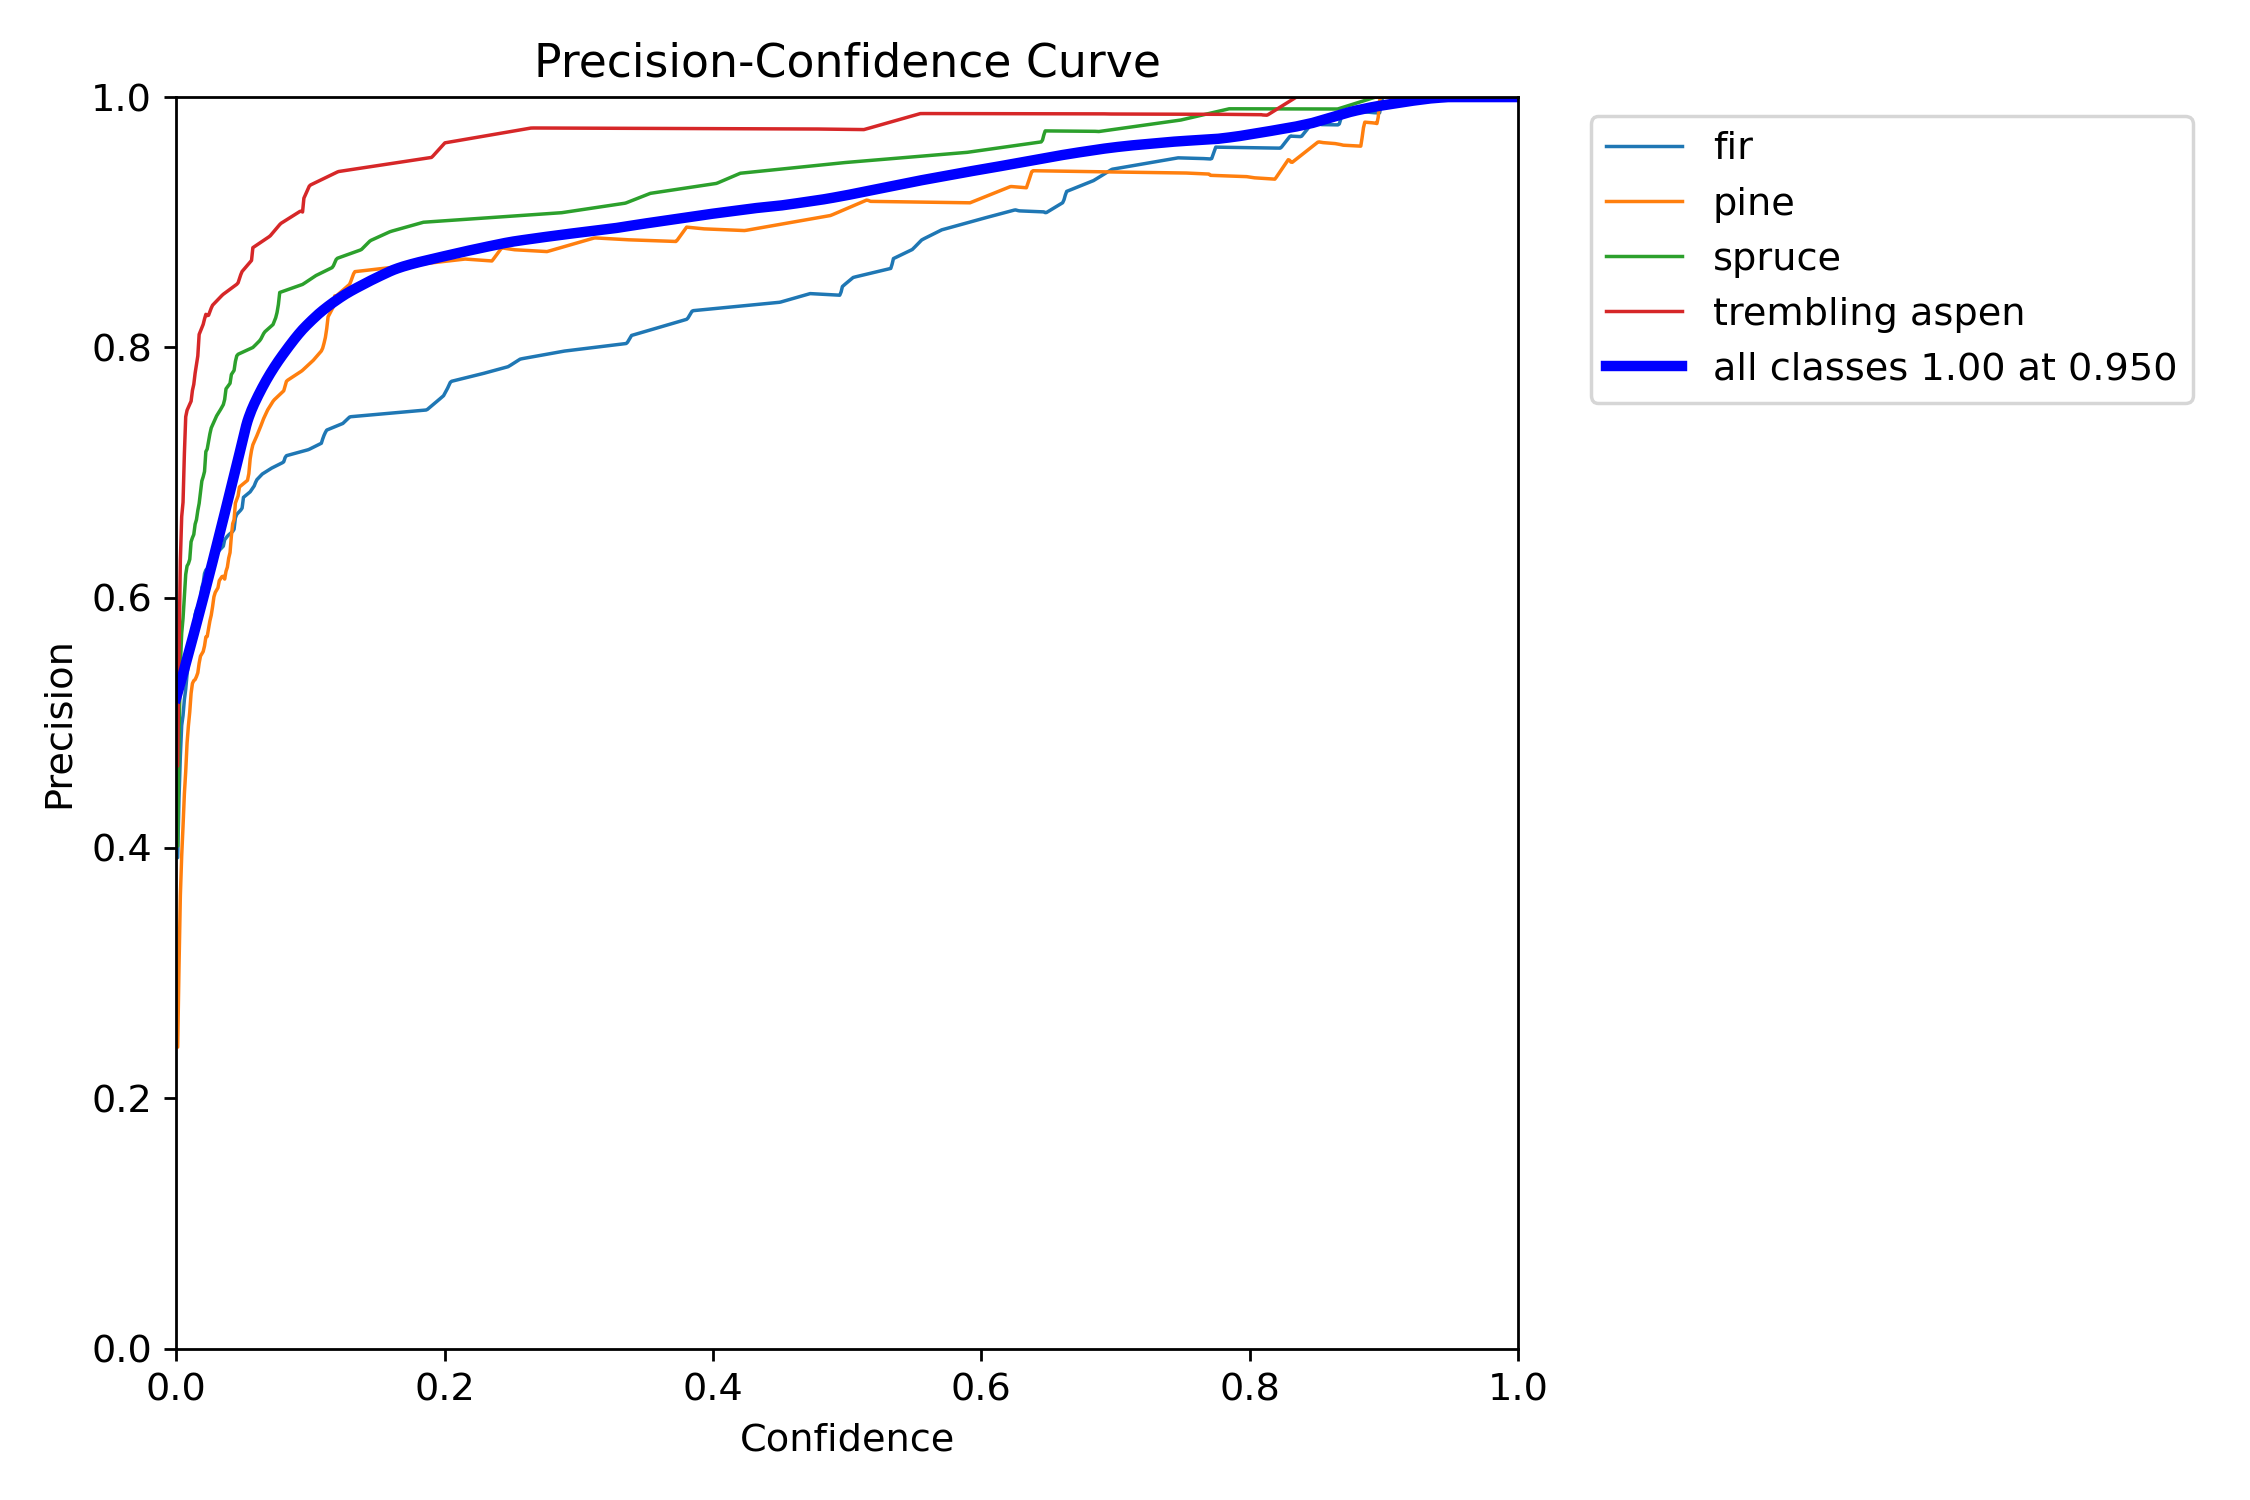 Precision-Confidence Curve
1.0
0.8
0.6
0.4
0.2
0.0
Precision
0.0 0.2 0.4 0.6 0.8 1.0
Confidence
fir
pine
spruce
trembling aspen
all classes 1.00 at 0.950